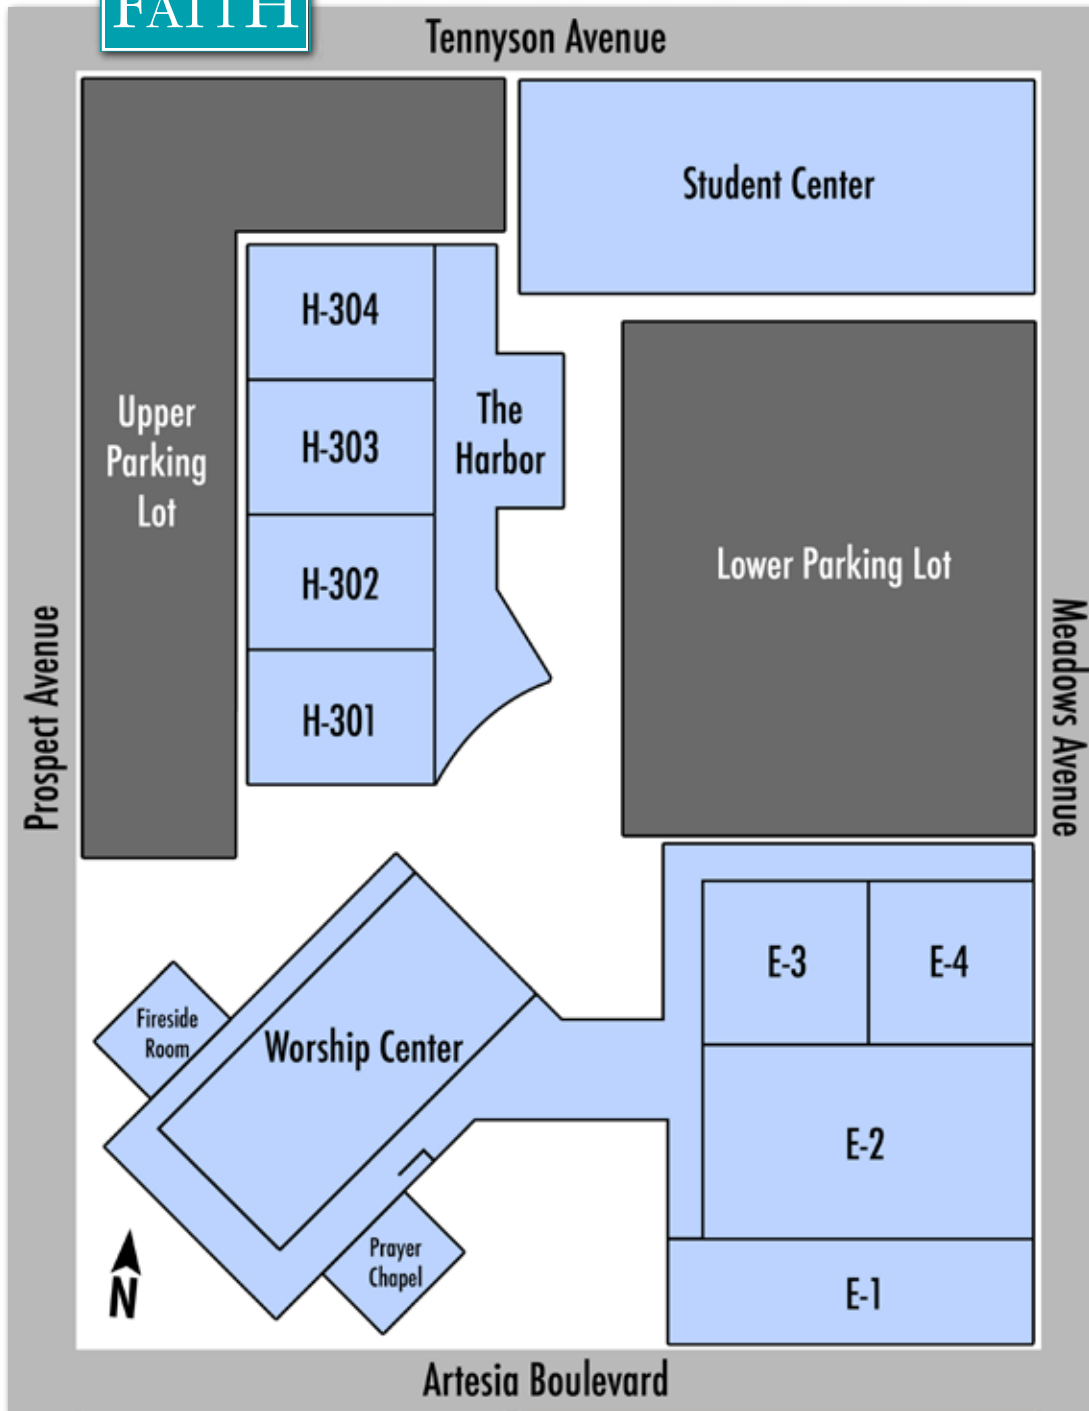 FAITH
Tennyson Avenue
Student Center
H-304
The
Harbor
Upper
Parking
Lot
H-303
Lower Parking Lot
H-302
Prospect Avenue
Meadows Avenue
H-301
E-3
E-4
Fireside
Room
Worship Center
E-2
Prayer
Chapel
E-1
N
Artesia Boulevard